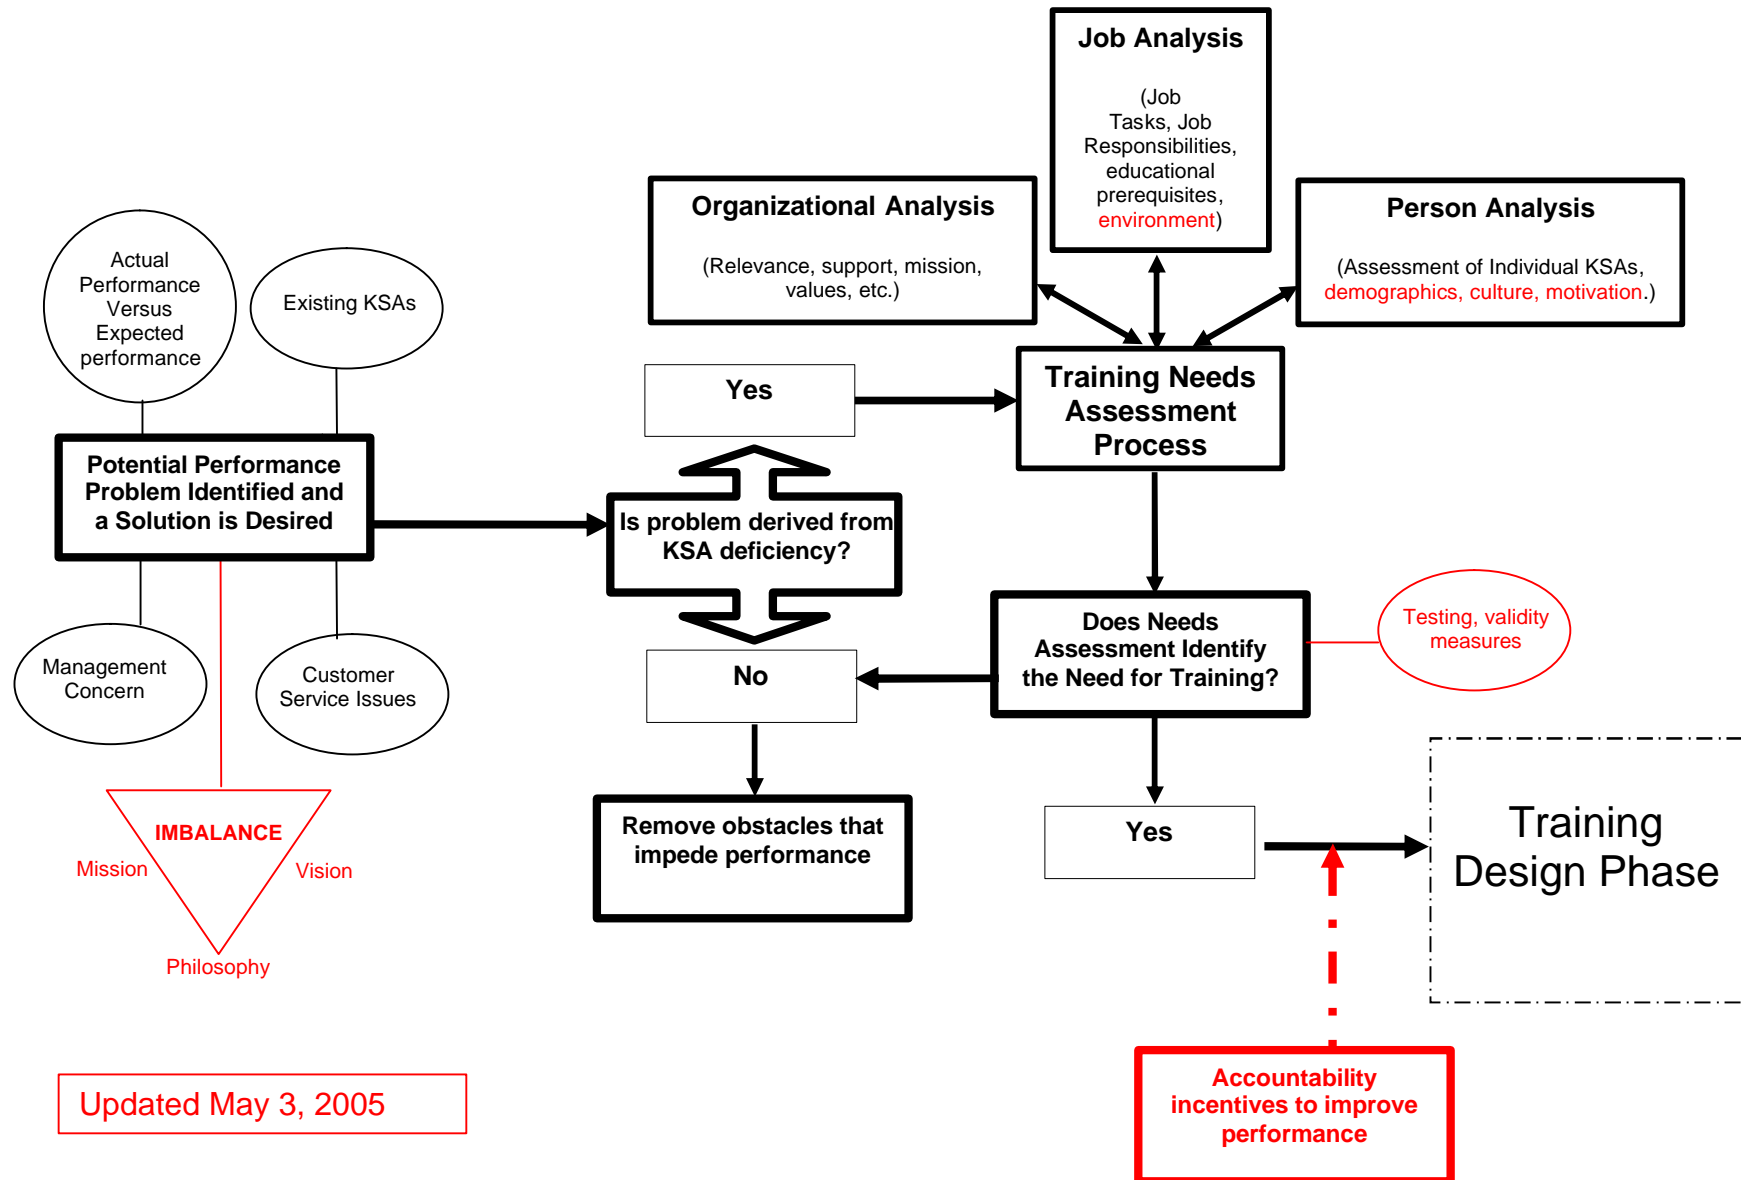 Job Analysis
(Job
Tasks, Job
Responsibilities,
educational
prerequisites,
environment)
Organizational Analysis
(Relevance, support, mission,
values, etc.)
Person Analysis
(Assessment of Individual KSAs,
demographics, culture, motivation.)
Actual
Performance
Versus
Expected
performance
Existing KSAs
Yes
Training Needs
Assessment
Process
Potential Performance
Problem Identified and
a Solution is Desired
Is problem derived from
KSA deficiency?
Does Needs
Assessment Identify
the Need for Training?
Testing, validity
measures
Management
Concern
Customer
Service Issues
No
IMBALANCE
Mission
Vision
Philosophy
Remove obstacles that
impede performance
Yes
Training
Design Phase
Accountability
incentives to improve
performance
Updated May 3, 2005